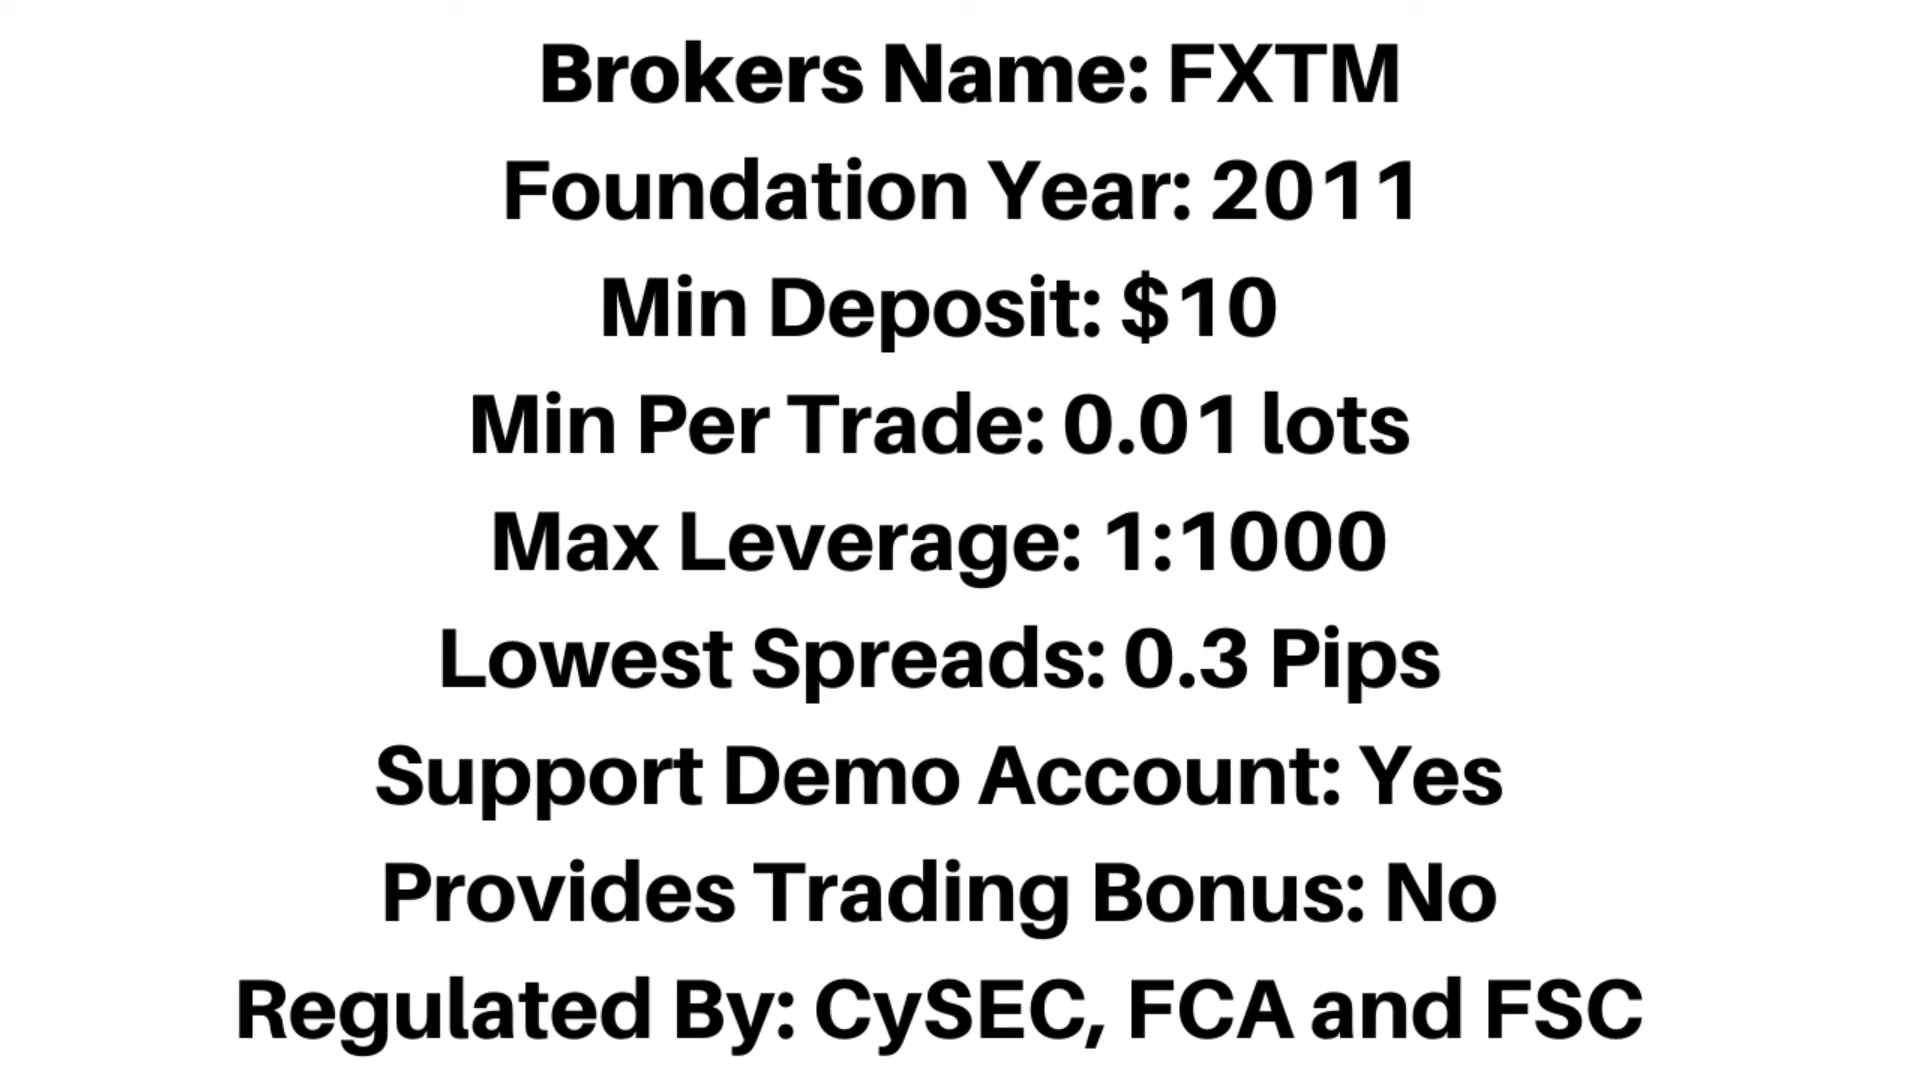 Brokers Name: FXTM
Foundation Year: 2011
Min Deposit: $10
Min Per Trade: 0.01 lots
Max Leverage: 1:1000
Lowest Spreads: 0.3 Pips
Support Demo Account: Yes
Provides Trading Bonus: No
Regulated By: CySEC, FCA and FSC